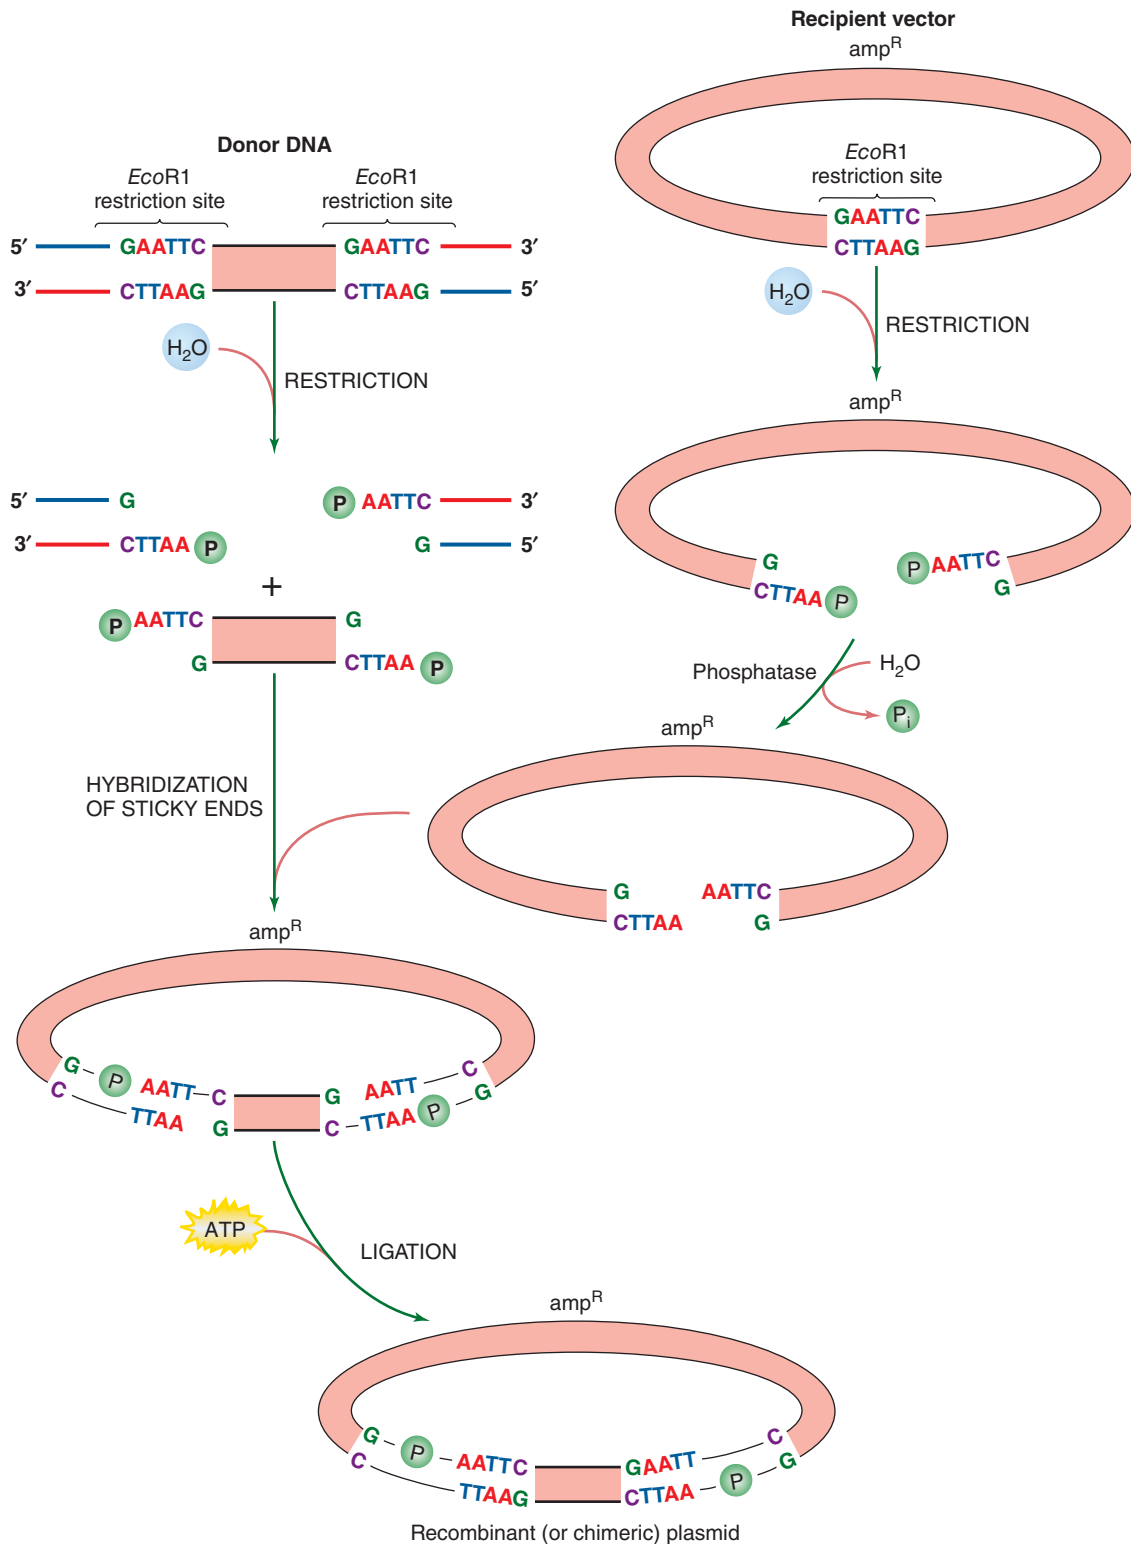 Recipient vector
ampR
EcoR1
restriction site
GAATTC
CTTAAG
H2O
RESTRICTION
Donor DNA
EcoR1
restriction site
EcoR1
restriction site
5′ GAATTC GAATTC 3′
3′ CTTAAG CTTAAG 5′
H2O
RESTRICTION
ampR
5′ G P AATTC 3′
3′ CTTAA P G 5′
+
P AATTC G
G CTTAA P
G P AATTC
CTTAA P G
Phosphatase
H2O
Pi
HYBRIDIZATION
OF STICKY ENDS
ampR
G AATTC
CTTAA G
ampR
G P AATT C G AATT C
C TTAA G C TTAA P G
ATP
LIGATION
ampR
G P AATTC GAATT C
C TTAAG CTTAA P G
Recombinant (or chimeric) plasmid